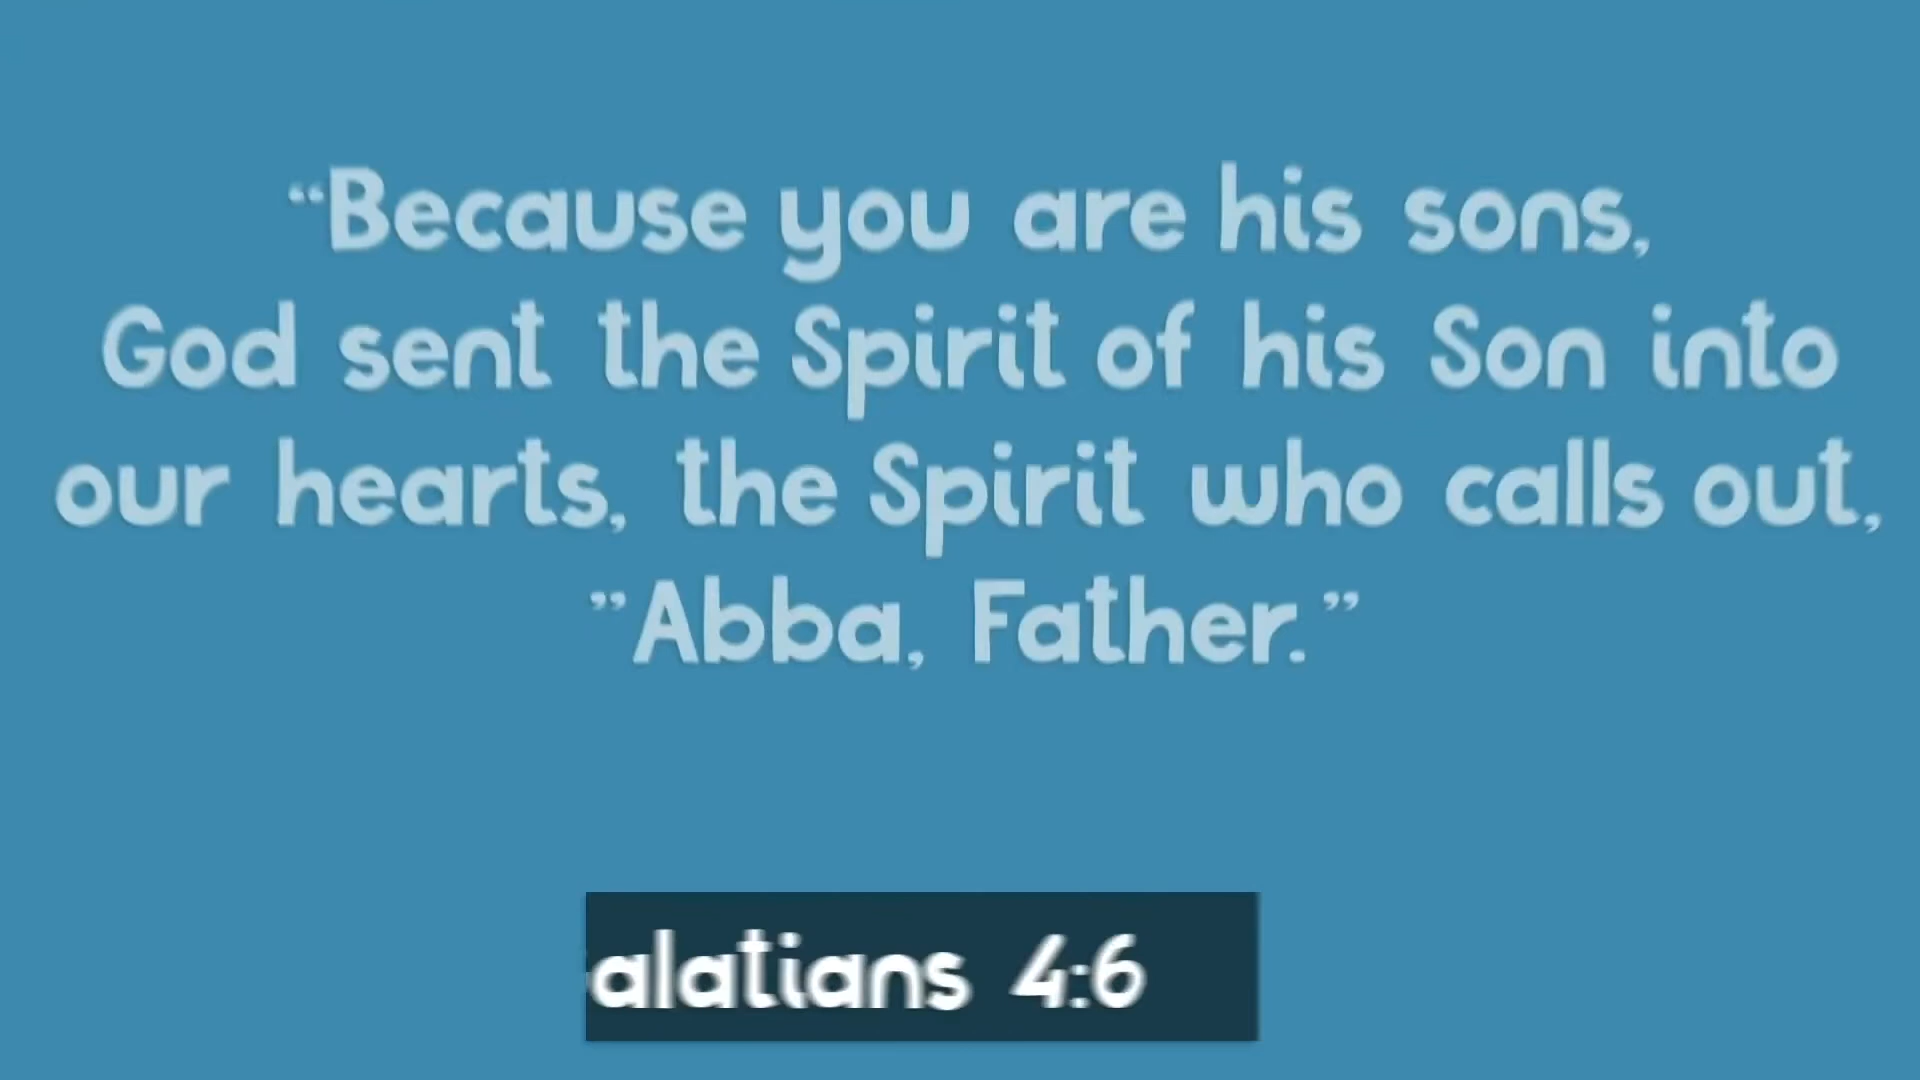 “Because you are his sons,
God sent the Spirit of his Son into
our hearts, the Spirit who calls out,
”Abba, Father.”
alatians 4:6